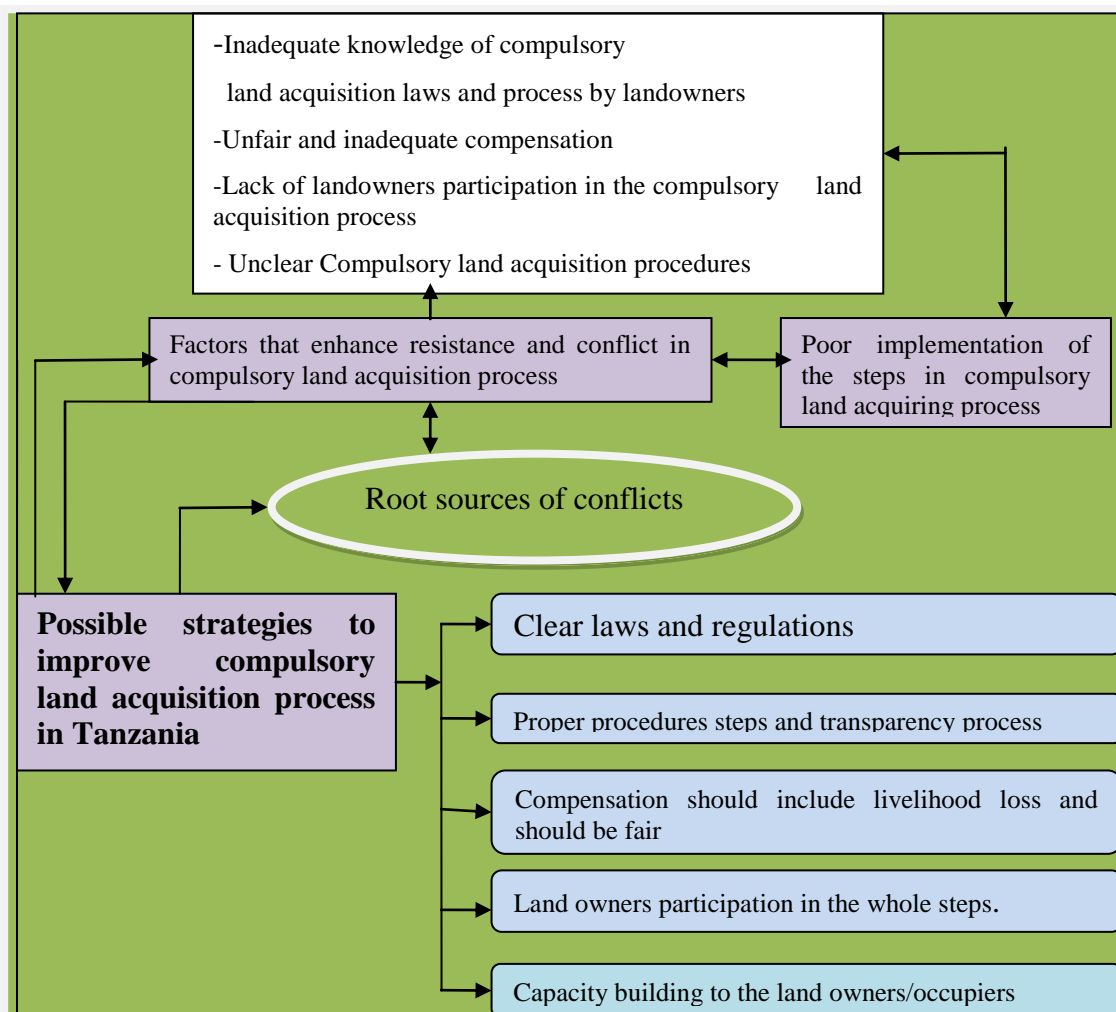 -Inadequate knowledge of compulsory
land acquisition laws and process by landowners
-Unfair and inadequate compensation
-Lack of landowners participation in the compulsory land
acquisition process
- Unclear Compulsory land acquisition procedures
Factors that enhance resistance and conflict in
compulsory land acquisition process
Poor implementation of
the steps in compulsory
land acquiring process
Root sources of conflicts
Possible strategies to
improve compulsory
land acquisition process
in Tanzania
Clear laws and regulations
Proper procedures steps and transparency process
Compensation should include livelihood loss and
should be fair
Land owners participation in the whole steps.
Capacity building to the land owners/occupiers